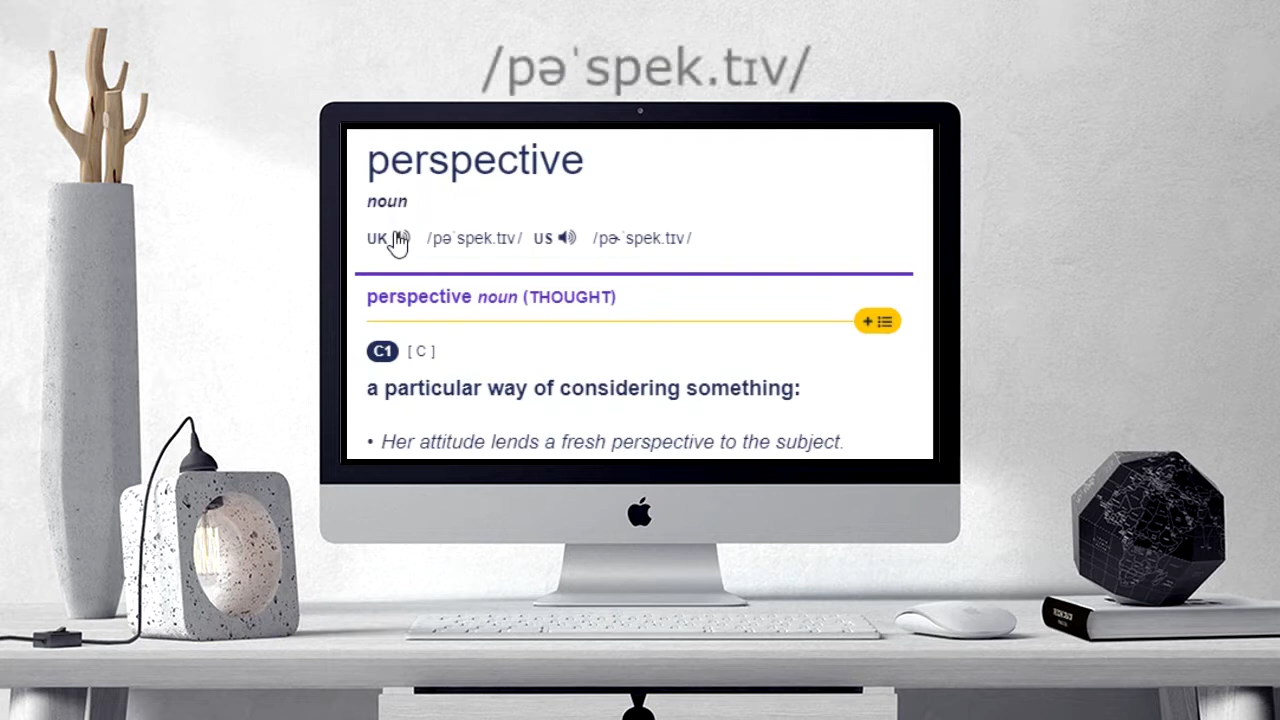 /pəˈspek.tɪv/
perspective
noun
UK /pəˈspek.tɪv/ US /pɚˈspek.tɪv/
perspective noun (THOUGHT)
C1 [ C ]
a particular way of considering something:
• Her attitude lends a fresh perspective to the subject.